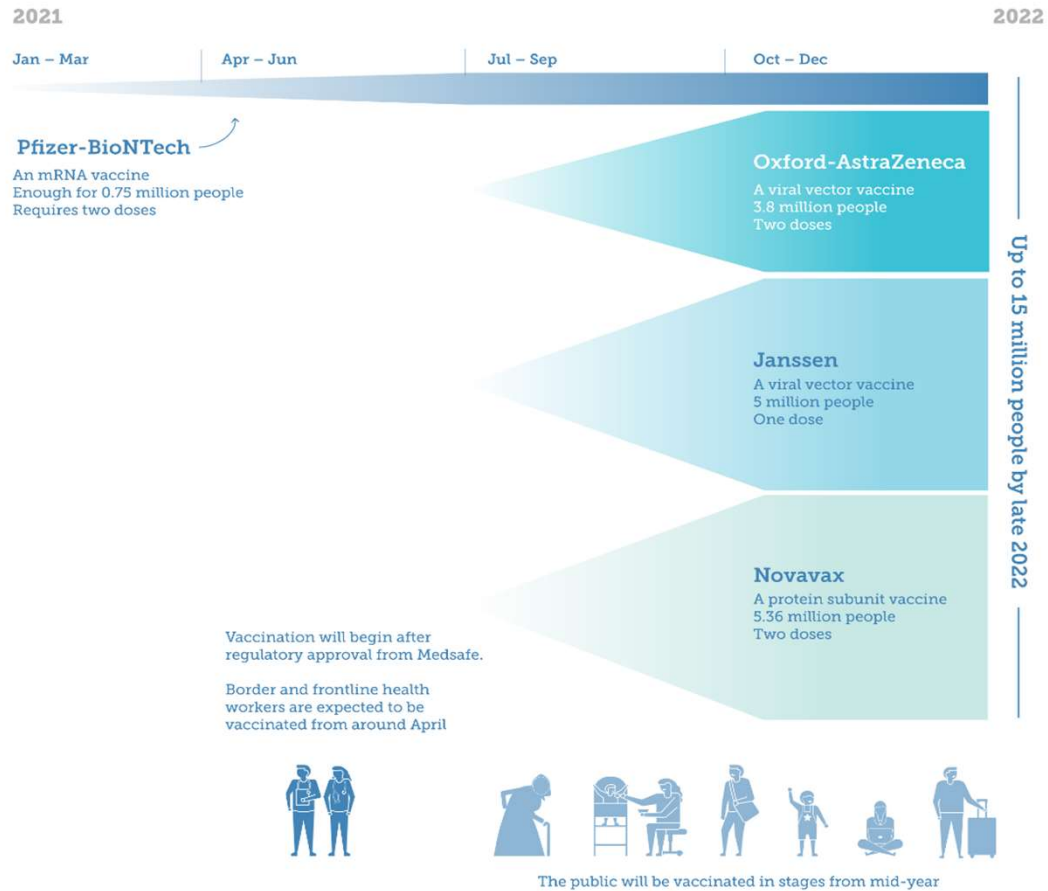 2021
2022
Jan – Mar
Apr – Jun
Jul – Sep
Oct – Dec
Pfizer-BioNTech
An mRNA vaccine
Enough for 0.75 million people
Requires two doses
Oxford-AstraZeneca
A viral vector vaccine
3.8 million people
Two doses
Janssen
A viral vector vaccine
5 million people
One dose
Novavax
A protein subunit vaccine
5.36 million people
Two doses
Up to 15 million people by late 2022
Vaccination will begin after
regulatory approval from Medsafe.
Border and frontline health
workers are expected to be
vaccinated from around April
The public will be vaccinated in stages from mid-year